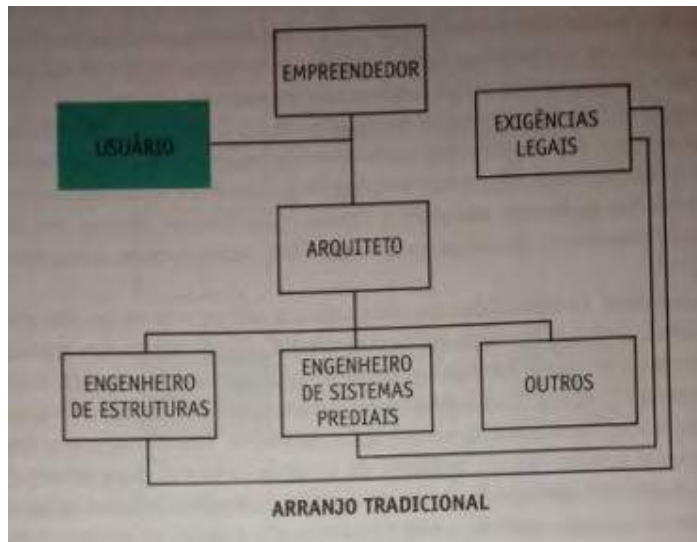 EMPREENDEDOR
USUÁRIO
EXIGÊNCIAS
LEGAIS
ARQUITETO
ENGENHEIRO
DE ESTRUTURAS
ENGENHEIRO
DE SISTEMAS
PREDIAIS
OUTROS
ARRANJO TRADICIONAL